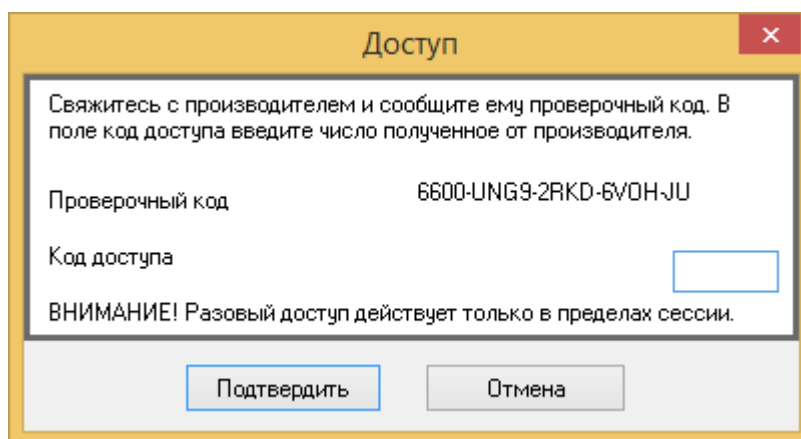 Доступ
Свяжитесь с производителем и сообщите ему проверочный код. В
поле код доступа введите число полученное от производителя.
Проверочный код 6600-UNG9-2RKD-6VOH-JU
Код доступа
ВНИМАНИЕ! Разовый доступ действует только в пределах сессии.
Подтвердить Отмена